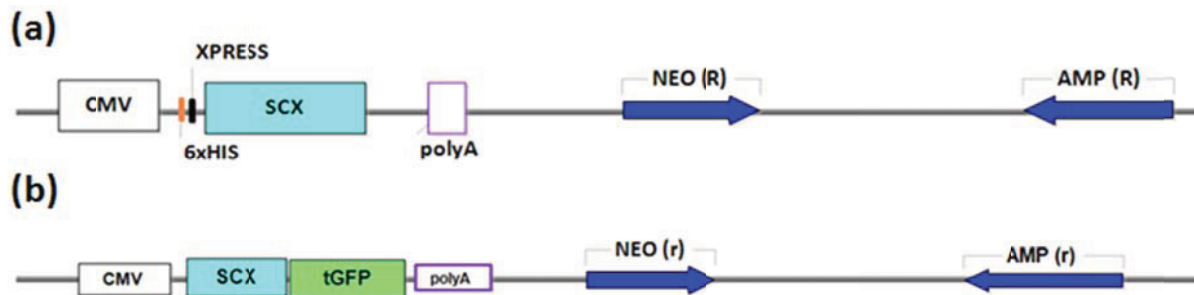 (a)
XPRESS
NEO (R)
AMP (R)
CMV
SCX
6xHIS
polyA
(b)
NEO (r)
AMP (r)
CMV
SCX
tGFP
polyA